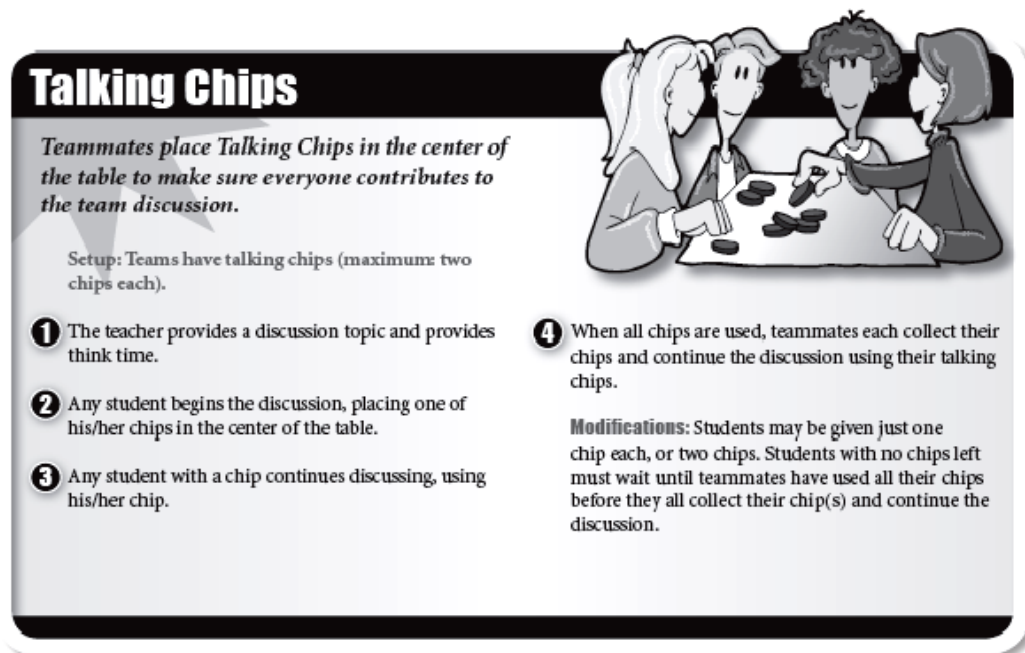 Talking Chips
Teammates place Talking Chips in the center of
the table to make sure everyone contributes to
the team discussion.
Setup: Teams have talking chips (maximum: two
chips each).
1 The teacher provides a discussion topic and provides
think time.
2 Any student begins the discussion, placing one of
his/her chips in the center of the table.
3 Any student with a chip continues discussing, using
his/her chip.
4 When all chips are used, teammates each collect their
chips and continue the discussion using their talking
chips.
Modifications: Students may be given just one
chip each, or two chips. Students with no chips left
must wait until teammates have used all their chips
before they all collect their chip(s) and continue the
discussion.